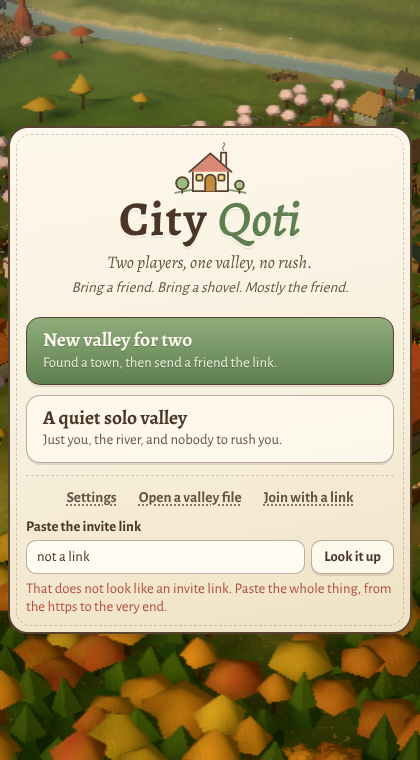 City Qoti
Two players, one valley, no rush.
Bring a friend. Bring a shovel. Mostly the friend.
New valley for two
Found a town, then send a friend the link.
A quiet solo valley
Just you, the river, and nobody to rush you.
Settings Open a valley file Join with a link
Paste the invite link
not a link Look it up
That does not look like an invite link. Paste the whole thing, from
the https to the very end.